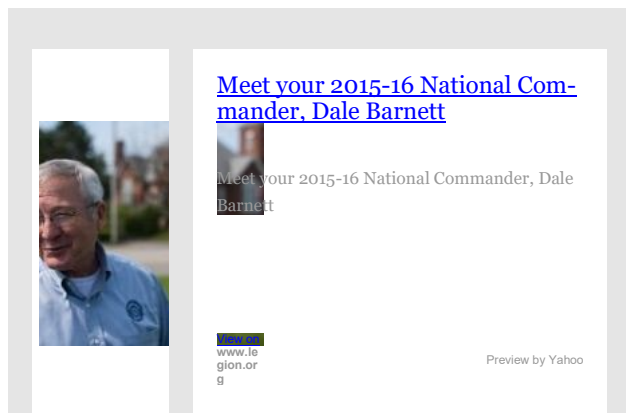 Meet your 2015-16 National Com-
mander, Dale Barnett
Meet your 2015-16 National Commander, Dale
Barnett
View on
www.le
gion.or
g
Preview by Yahoo